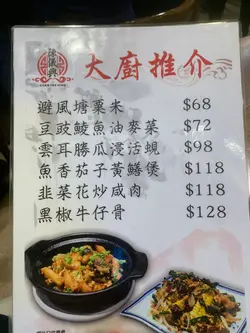 大廚推介
避風塘粟米 $68
豆豉鯪魚油麥菜 $72
雲耳勝瓜浸活蜆 $98
魚香茄子黃鱔煲 $118
韭菜花炒咸肉 $118
黑椒牛仔骨 $128